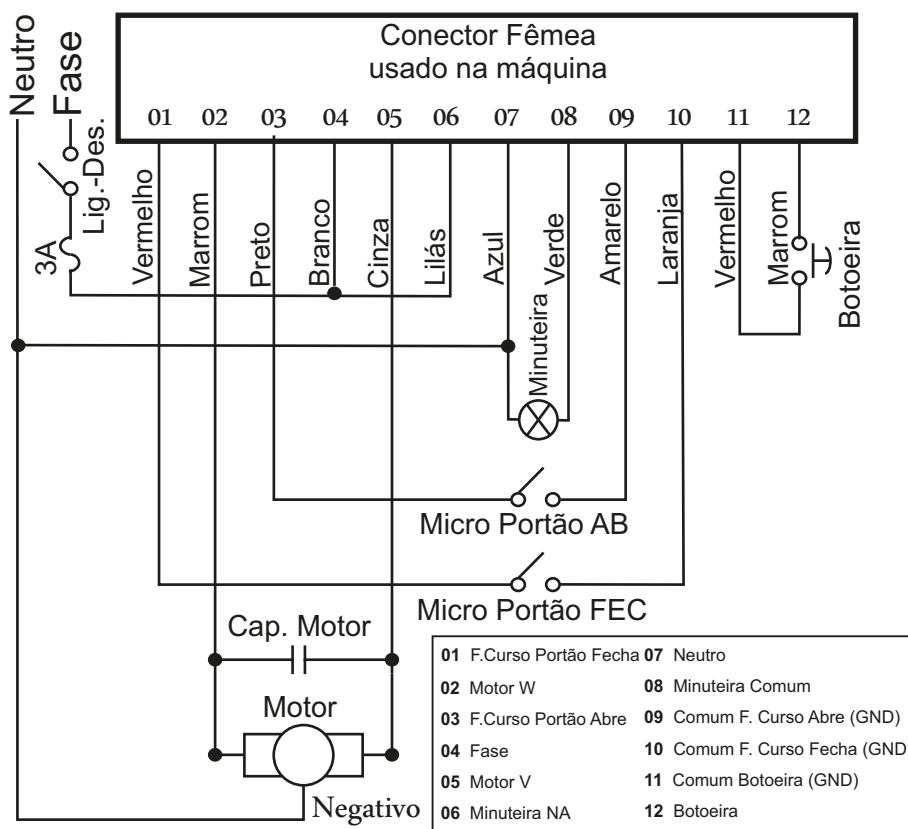 Neutro
Fase
Conector Fêmea
usado na máquina
01 02 03 04 05 06 07 08 09 10 11 12
Lig.-Des.
3A
Vermelho
Marrom
Preto
Branco
Cinza
Lilás
Azul
Verde
Amarelo
Laranja
Vermelho
Marrom
Botoeira
Minuteira
Micro Portão AB
Micro Portão FEC
Cap. Motor
Motor
Negativo
01 F.Curso Portão Fecha 07 Neutro
02 Motor W 08 Minuteira Comum
03 F.Curso Portão Abre 09 Comum F. Curso Abre (GND)
04 Fase 10 Comum F. Curso Fecha (GND
05 Motor V 11 Comum Botoeira (GND)
06 Minuteira NA 12 Botoeira